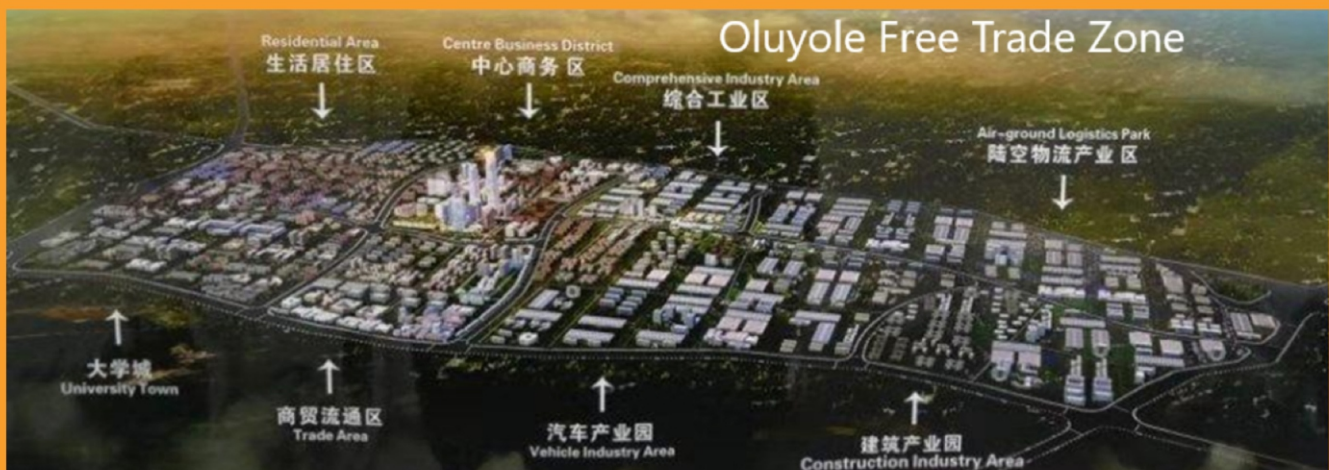 Oluyole Free Trade Zone
Residential Area
生活居住区
Centre Business District
中心商务 区
Comprehensive Industry Area
综合工业区
Air-ground Logistics Park
陆空物流产业 区
大学城
University Town
商贸流通区
Trade Area
汽车产业园
Vehicle Industry Area
建筑产业园
Construction Industry Area